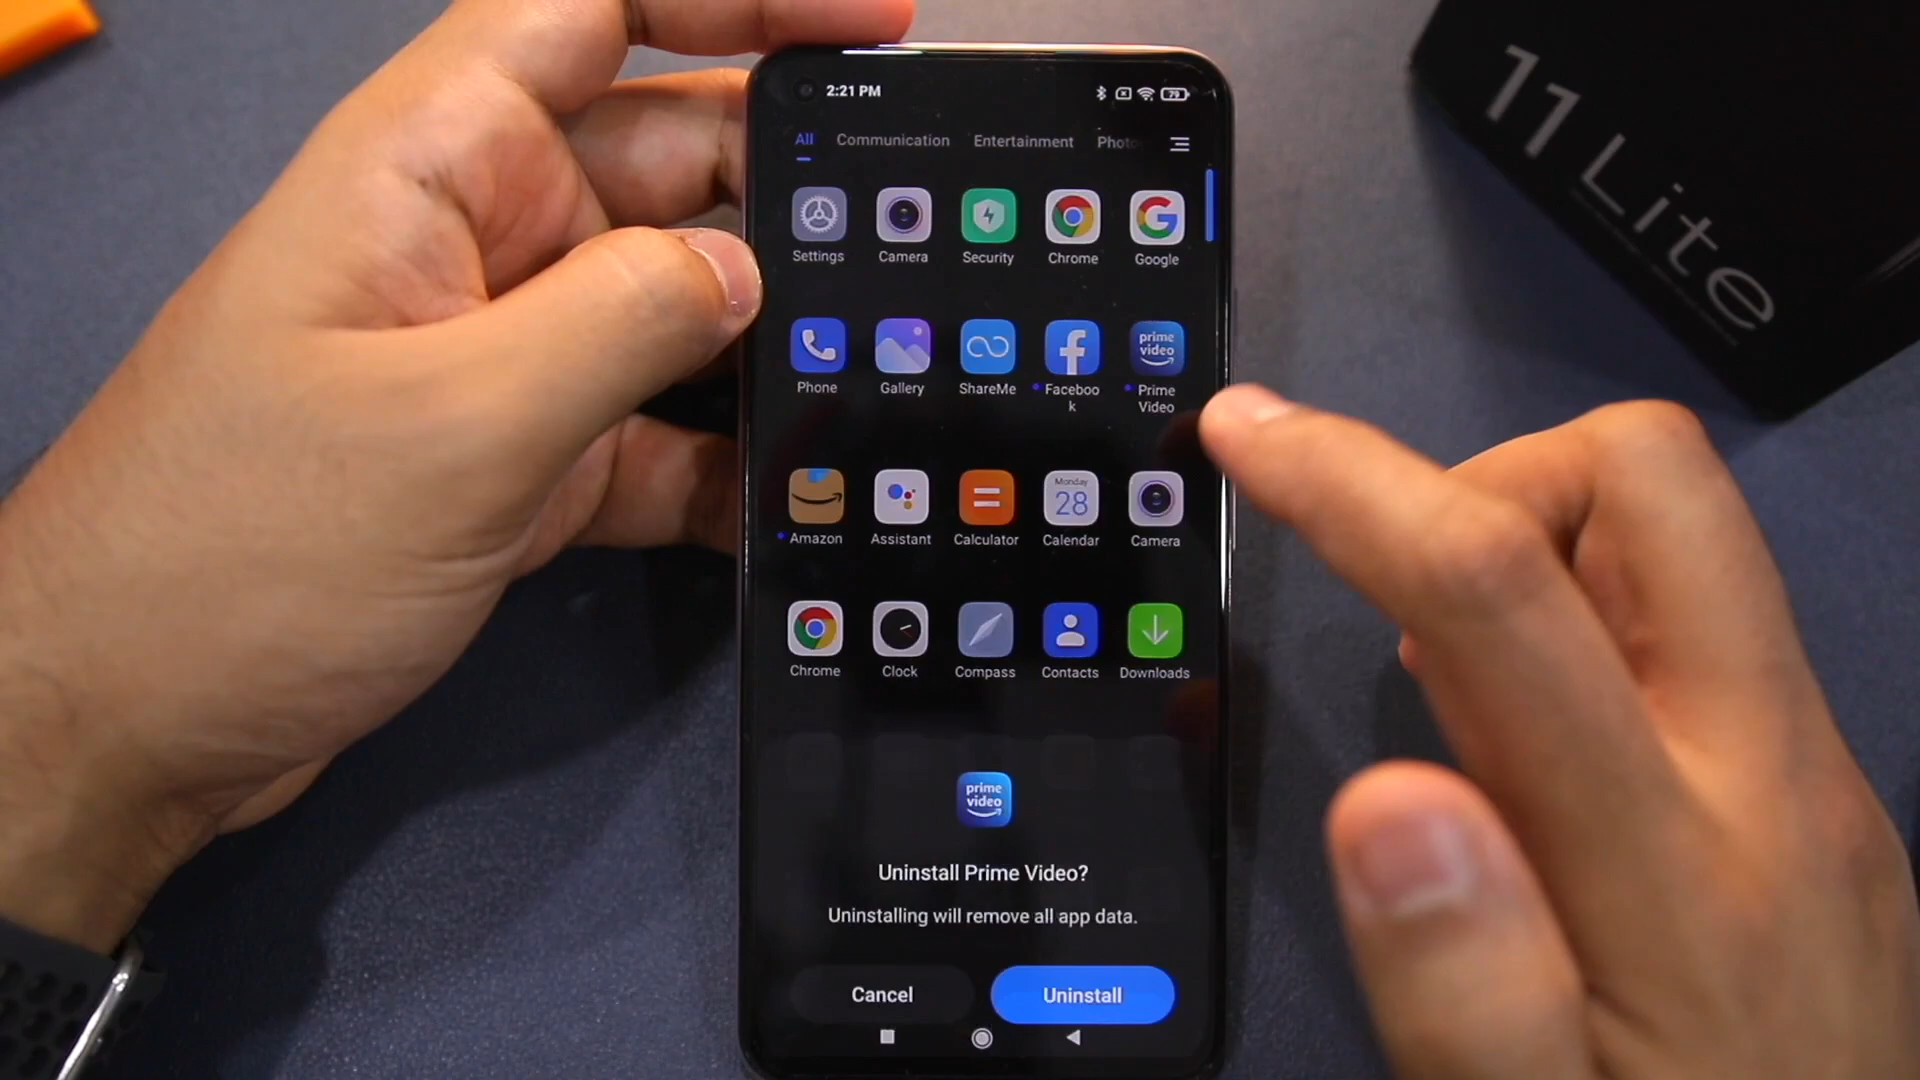 11 Lite
2:21 PM
79
All Communication Entertainment Photo
Settings Camera Security Chrome Google
prime
video
Phone Gallery ShareMe Faceboo
k Prime
Video
Monday
28
Amazon Assistant Calculator Calendar Camera
Chrome Clock Compass Contacts Downloads
prime
video
Uninstall Prime Video?
Uninstalling will remove all app data.
Cancel Uninstall